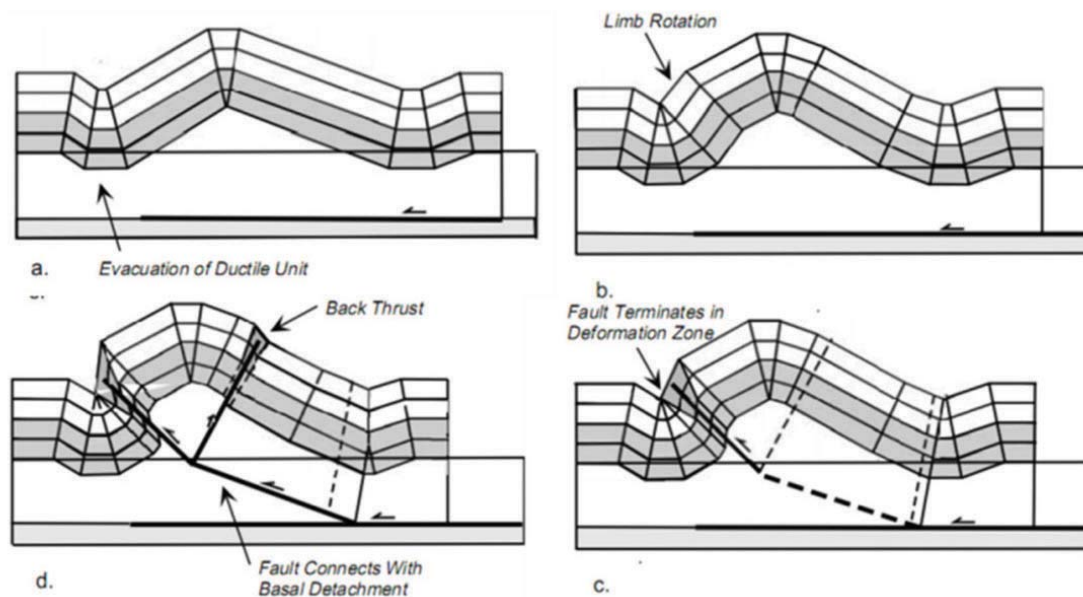 Limb Rotation
a.
Evacuation of Ductile Unit
b.
Back Thrust
Fault Terminates in
Deformation Zone
d.
Fault Connects With
Basal Detachment
c.